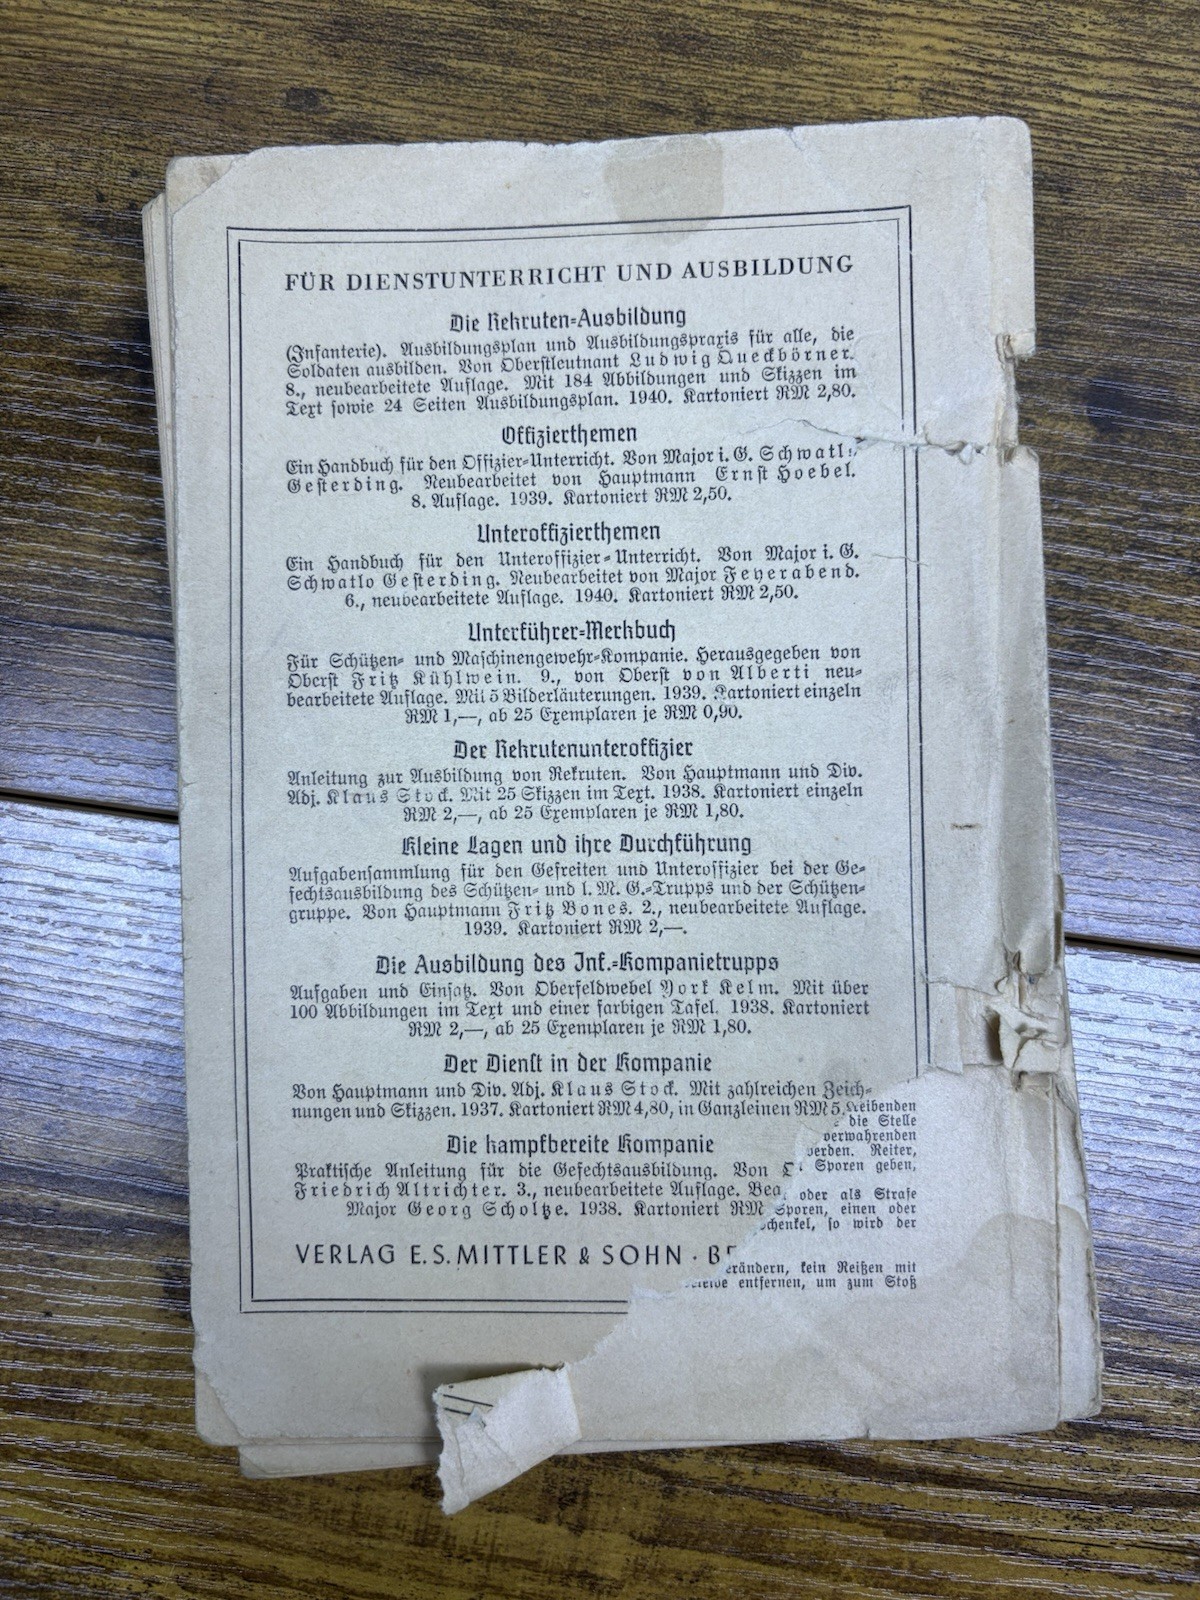 FÜR DIENSTUNTERRICHT UND AUSBILDUNG
Die Rekruten-Ausbildung
(Infanterie). Ausbildungsplan und Ausbildungspraxis für alle, die
Soldaten ausbilden. Von Oberstleutnant Ludwig Queckbörner.
8., neubearbeitete Auflage. Mit 184 Abbildungen und Skizzen im
Text sowie 24 Seiten Ausbildungsplan. 1940. Kartoniert RM 2,80.
Offizierthemen
Ein Handbuch für den Offizier-Unterricht. Von Major i. G. Schwatlo
Gesterding. Neubearbeitet von Hauptmann Ernst Hoebel.
8. Auflage. 1939. Kartoniert RM 2,50.
Unteroffizierthemen
Ein Handbuch für den Unteroffizier-Unterricht. Von Major i. G.
Schwatlo Gesterding. Neubearbeitet von Major Feyerabend.
6., neubearbeitete Auflage. 1940. Kartoniert RM 2,50.
Unterführer-Merkbuch
Für Schützen- und Maschinengewehr-Kompanie. Herausgegeben von
Oberst Fritz Kühlwein. 9., von Oberst von Alberti neu-
bearbeitete Auflage. Mit 5 Bilderläuterungen. 1939. Kartoniert einzeln
RM 1,—, ab 25 Exemplaren je RM 0,90.
Der Rekrutenunteroffizier
Anleitung zur Ausbildung von Rekruten. Von Hauptmann und Div.
Adj. Klaus Stock. Mit 25 Skizzen im Text. 1938. Kartoniert einzeln
RM 2,—, ab 25 Exemplaren je RM 1,80.
Kleine Lagen und ihre Durchführung
Aufgabensammlung für den Gefreiten und Unteroffizier bei der Ge-
fechtsausbildung des Schützen- und l. M. G.-Trupps und der Schützen-
gruppe. Von Hauptmann Fritz Bones. 2., neubearbeitete Auflage.
1939. Kartoniert RM 2,—.
Die Ausbildung des Inf.-Kompanietrupps
Aufgaben und Einsatz. Von Oberfeldwebel York Kelm. Mit über
100 Abbildungen im Text und einer farbigen Tafel. 1938. Kartoniert
RM 2,—, ab 25 Exemplaren je RM 1,80.
Der Dienst in der Kompanie
Von Hauptmann und Div. Adj. Klaus Stock. Mit zahlreichen Zeich-
nungen und Skizzen. 1937. Kartoniert RM 4,80, in Ganzleinen RM 5,
Die kampfbereite Kompanie
Praktische Anleitung für die Gefechtsausbildung. Von
Friedrich Altrichter. 3., neubearbeitete Auflage. Bea
Major Georg Scholtze. 1938. Kartoniert RM
VERLAG E. S. MITTLER & SOHN · BE
die Stelle
verwahrenden
werden. Reiter,
Sporen geben,
oder als Strafe
Sporen, einen oder
schenkel, so wird der
erändern, kein Reißen mit
entfernen, um zum Stoß